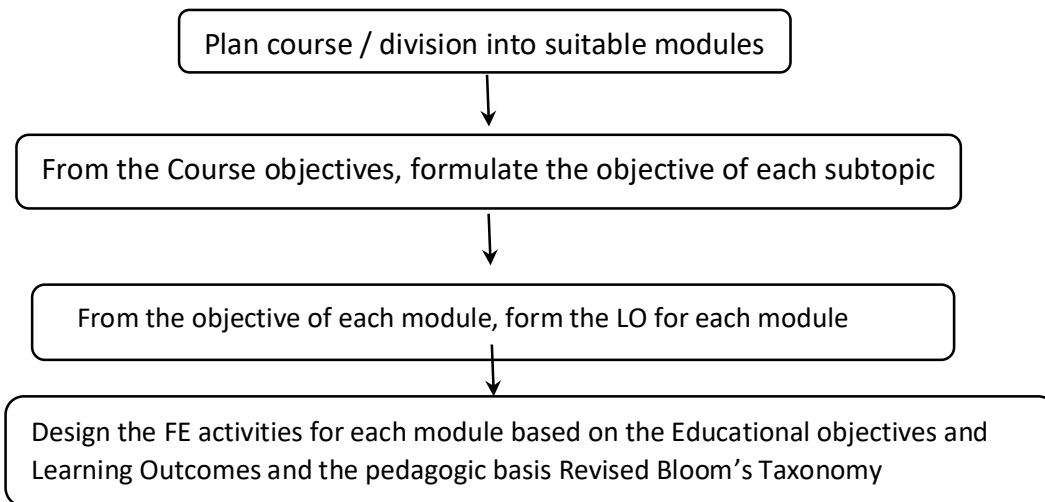 Plan course / division into suitable modules
From the Course objectives, formulate the objective of each subtopic
From the objective of each module, form the LO for each module
Design the FE activities for each module based on the Educational objectives and
Learning Outcomes and the pedagogic basis Revised Bloom’s Taxonomy